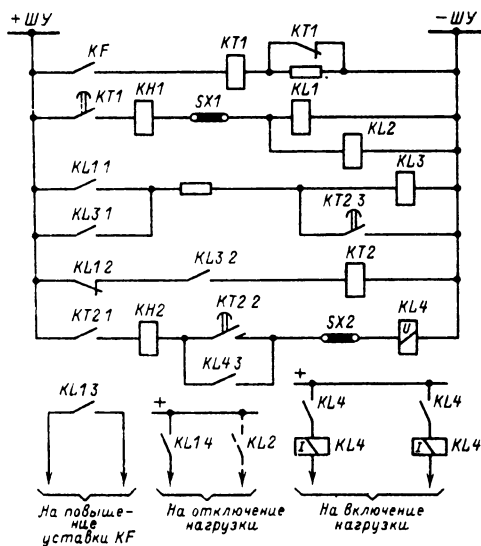 + ШУ
− ШУ
KF
KT1
KT1
KT1
KH1
SX1
KL1
KL2
KL1 1
KL3
KL3 1
KT2 3
KL1 2
KL3 2
KT2
KT2 1
KH2
KT2 2
SX2
KL4
U
KL4 3
KL1 3
+
KL1 4
KL2
+
KL4
KL4
I
KL4
I
KL4
На повыше-
ние
уставки KF
На отключение
нагрузки
На включение
нагрузки